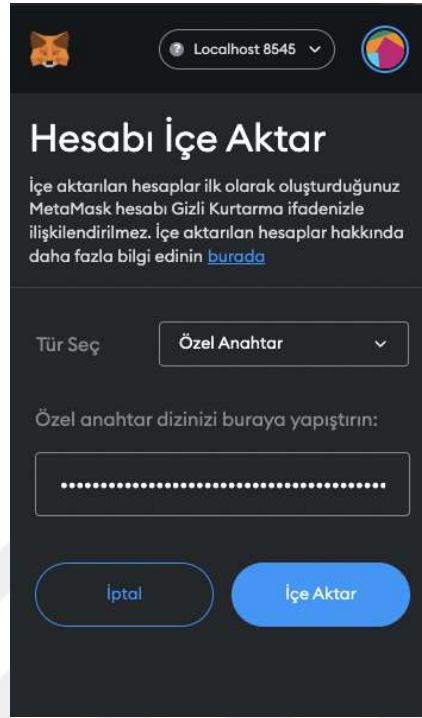 Localhost 8545
Hesabı İçe Aktar
İçe aktarılan hesaplar ilk olarak oluşturduğunuz
MetaMask hesabı Gizli Kurtarma ifadenizle
ilişkilendirilmez. İçe aktarılan hesaplar hakkında
daha fazla bilgi edinin burada
Tür Seç Özel Anahtar
Özel anahtar dizinizi buraya yapıştırın:
İptal İçe Aktar